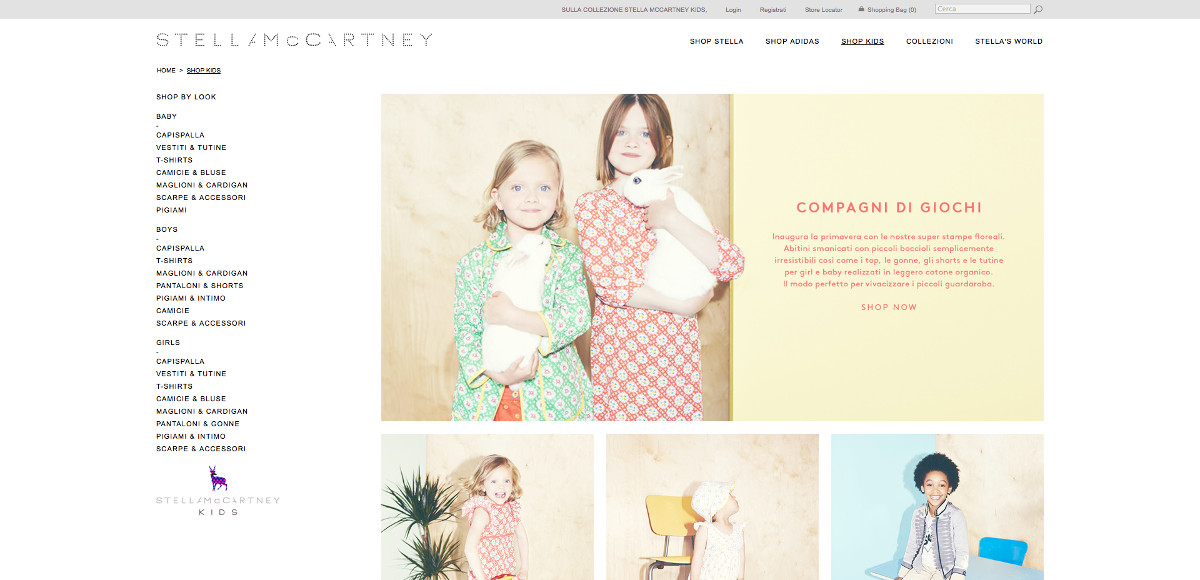 SULLA COLLEZIONE STELLA MCCARTNEY KIDS.
Login
Registrati
Store Locator
Shopping Bag (0)
Cerca
STELLAMcCARTNEY
SHOP STELLA
SHOP ADIDAS
SHOP KIDS
COLLEZIONI
STELLA'S WORLD
HOME > SHOP KIDS
SHOP BY LOOK
BABY
-
CAPISPALLA
VESTITI & TUTINE
T-SHIRTS
CAMICIE & BLUSE
MAGLIONI & CARDIGAN
SCARPE & ACCESSORI
PIGIAMI
BOYS
-
CAPISPALLA
T-SHIRTS
MAGLIONI & CARDIGAN
PANTALONI & SHORTS
PIGIAMI & INTIMO
CAMICIE
SCARPE & ACCESSORI
GIRLS
-
CAPISPALLA
VESTITI & TUTINE
T-SHIRTS
CAMICIE & BLUSE
MAGLIONI & CARDIGAN
PANTALONI & GONNE
PIGIAMI & INTIMO
SCARPE & ACCESSORI
STELLAMcCARTNEY
KIDS
COMPAGNI DI GIOCHI
Inaugura la primavera con le nostre super stampe floreali.
Abitini smanicati con piccoli boccioli semplicemente
irresistibili così come i top, le gonne, gli shorts e le tutine
per girl e baby realizzati in leggero cotone organico.
Il modo perfetto per vivacizzare i piccoli guardaroba.
SHOP NOW